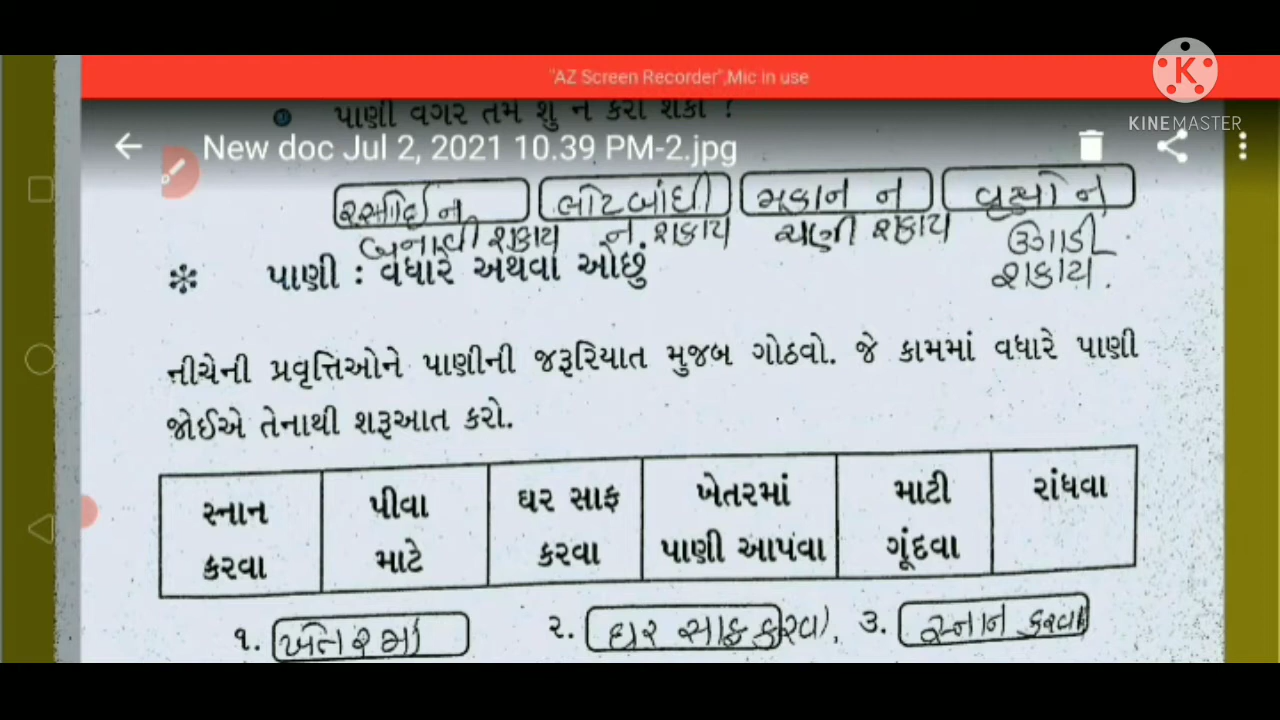 "AZ Screen Recorder",Mic in use
KINEMASTER
પાણી વગર તમે શું ન કરી શકો ?
New doc Jul 2, 2021 10.39 PM-2.jpg
રસોઈ ન બનાવી શકાય
લોટ બાંધી ન શકાય
મકાન ન ચણી શકાય
વૃક્ષો ન ઉગાડી શકાય.
પાણી : વધારે અથવા ઓછું
નીચેની પ્રવૃત્તિઓને પાણીની જરૂરિયાત મુજબ ગોઠવો. જે કામમાં વધારે પાણી
જોઈએ તેનાથી શરૂઆત કરો.
સ્નાન કરવા
પીવા માટે
ઘર સાફ કરવા
ખેતરમાં પાણી આપવા
માટી ગૂંદવા
રાંધવા
૧. ખેતરમાં ૨. ઘર સાફ કરવા. ૩. સ્નાન કરવા